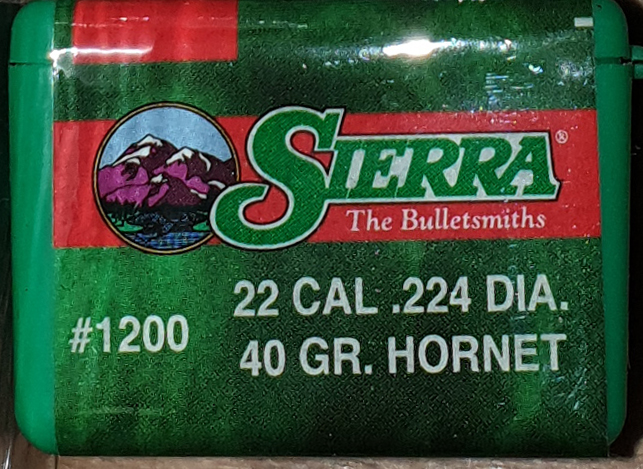 SIERRA®
The Bulletsmiths
22 CAL .224 DIA.
#1200
40 GR. HORNET